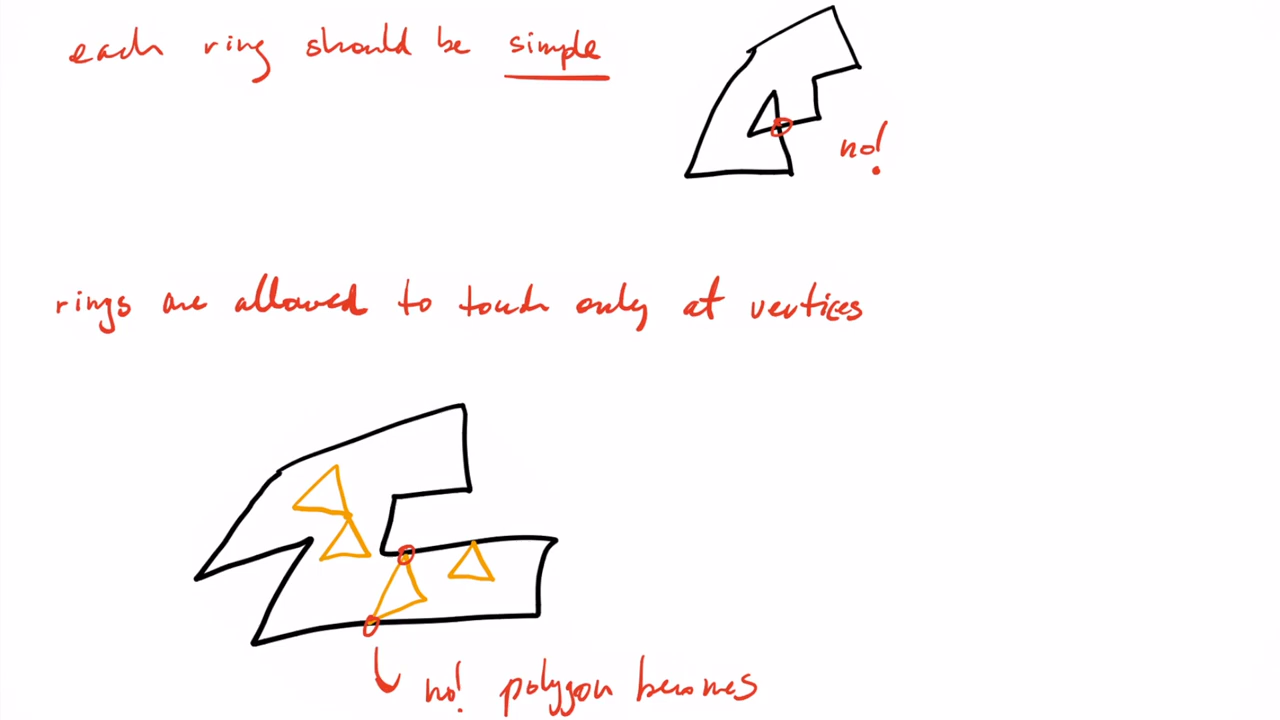 each ring should be simple
no!
rings are allowed to touch only at vertices
no! polygon becomes